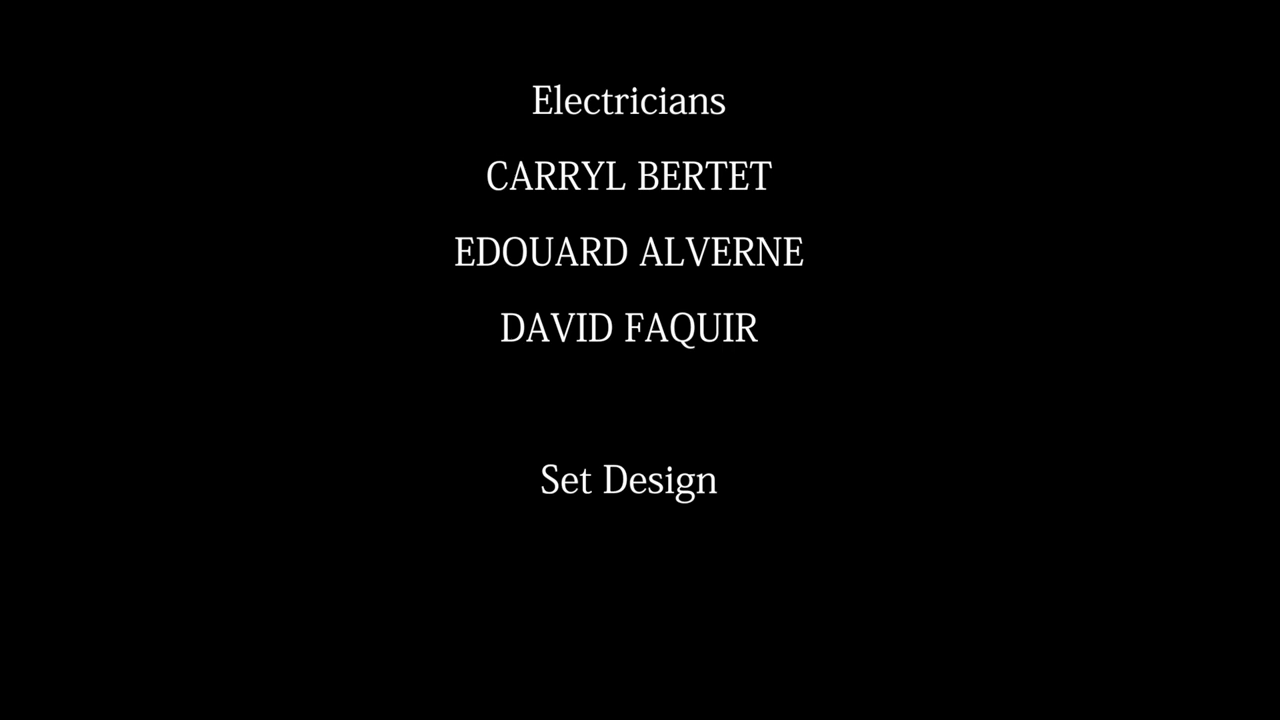 Electricians
CARRYL BERTET
EDOUARD ALVERNE
DAVID FAQUIR
Set Design